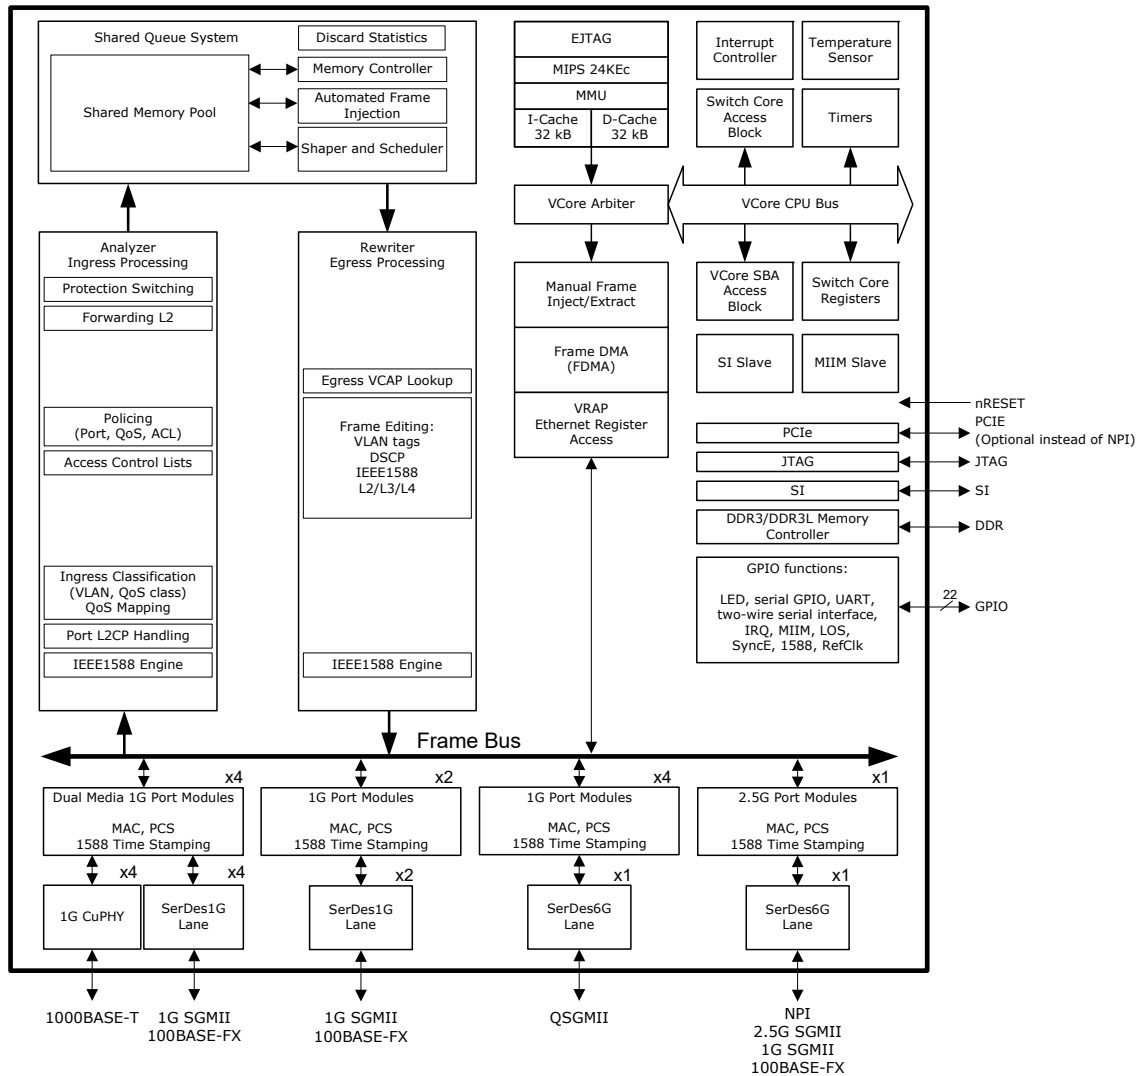 Shared Queue System
Discard Statistics
Shared Memory Pool
Memory Controller
Automated Frame
Injection
Shaper and Scheduler
EJTAG
MIPS 24KEc
MMU
I-Cache
32 kB
D-Cache
32 kB
Interrupt
Controller
Temperature
Sensor
Switch Core
Access
Block
Timers
VCore Arbiter
VCore CPU Bus
Analyzer
Ingress Processing
Protection Switching
Forwarding L2
Policing
(Port, QoS, ACL)
Access Control Lists
Ingress Classification
(VLAN, QoS class)
QoS Mapping
Port L2CP Handling
IEEE1588 Engine
Rewriter
Egress Processing
Egress VCAP Lookup
Frame Editing:
VLAN tags
DSCP
IEEE1588
L2/L3/L4
IEEE1588 Engine
Manual Frame
Inject/Extract
Frame DMA
(FDMA)
VRAP
Ethernet Register
Access
VCore SBA
Access
Block
Switch Core
Registers
SI Slave
MIIM Slave
nRESET
PCIe
PCIE
(Optional instead of NPI)
JTAG
JTAG
SI
SI
DDR3/DDR3L Memory
Controller
DDR
GPIO functions:
LED, serial GPIO, UART,
two-wire serial interface,
IRQ, MIIM, LOS,
SyncE, 1588, RefClk
22
GPIO
Frame Bus
x4
Dual Media 1G Port Modules
MAC, PCS
1588 Time Stamping
x2
1G Port Modules
MAC, PCS
1588 Time Stamping
x4
1G Port Modules
MAC, PCS
1588 Time Stamping
x1
2.5G Port Modules
MAC, PCS
1588 Time Stamping
x4
1G CuPHY
x4
SerDes1G
Lane
x2
SerDes1G
Lane
x1
SerDes6G
Lane
x1
SerDes6G
Lane
1000BASE-T
1G SGMII
100BASE-FX
1G SGMII
100BASE-FX
QSGMII
NPI
2.5G SGMII
1G SGMII
100BASE-FX